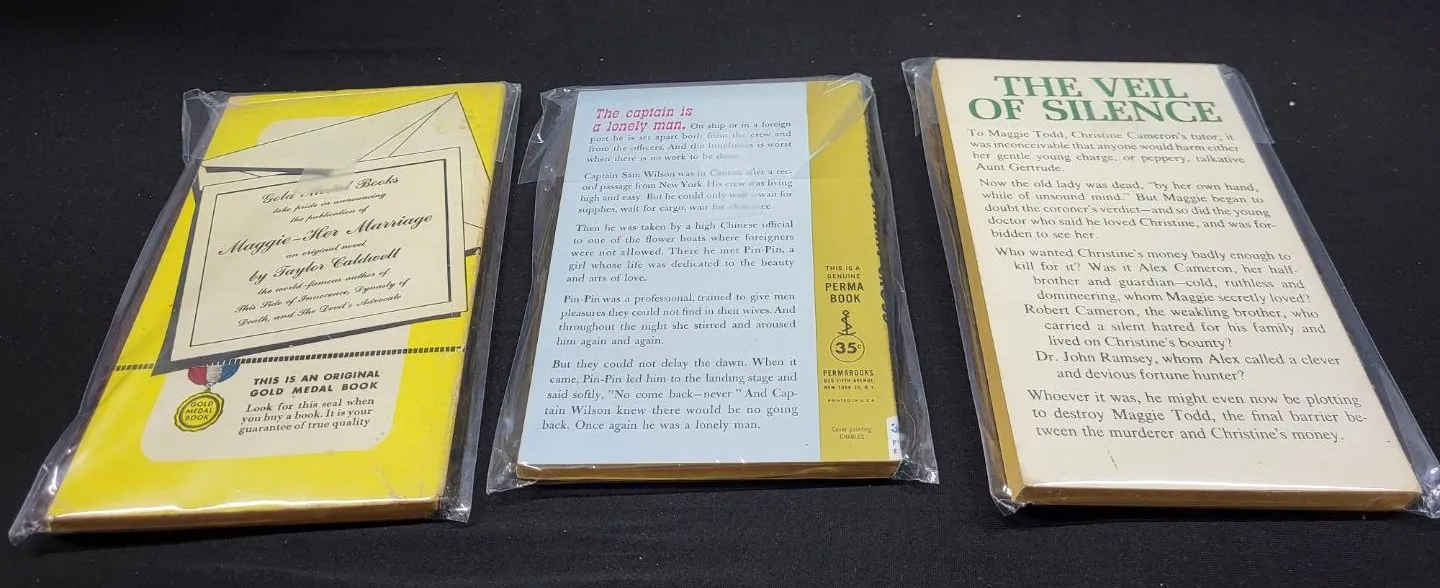 Gold Medal Books
take pride in announcing
the publication of
Maggie—Her Marriage
an original novel
by Taylor Caldwell
the world-famous author of
This Side of Innocence, Dynasty of
Death, and The Devil's Advocate
GOLD
MEDAL
BOOK
THIS IS AN ORIGINAL
GOLD MEDAL BOOK
Look for this seal when
you buy a book. It is your
guarantee of true quality
The captain is
a lonely man. On ship or in a foreign
port he is set apart both from the crew and
from the officers. And the loneliness is worst
when there is no work to be done.
Captain Sam Wilson was in Canton after a rec-
ord passage from New York. His crew was living
high and easy. But he could only wait—wait for
supplies, wait for cargo, wait for clearance.
Then he was taken by a high Chinese official
to one of the flower boats where foreigners
were not allowed. There he met Pin-Pin, a
girl whose life was dedicated to the beauty
and arts of love.
Pin-Pin was a professional, trained to give men
pleasures they could not find in their wives. And
throughout the night she stirred and aroused
him again and again.
But they could not delay the dawn. When it
came, Pin-Pin led him to the landing stage and
said softly, "No come back—never." And Cap-
tain Wilson knew there would be no going
back. Once again he was a lonely man.
THIS IS A
GENUINE
PERMA
BOOK
35¢
PERMABOOKS
630 FIFTH AVENUE
NEW YORK 20, N. Y.
PRINTED IN U.S.A.
Cover painting
CHARLES
THE VEIL
OF SILENCE
To Maggie Todd, Christine Cameron's tutor, it
was inconceivable that anyone would harm either
her gentle young charge, or peppery, talkative
Aunt Gertrude.
Now the old lady was dead, "by her own hand,
while of unsound mind." But Maggie began to
doubt the coroner's verdict—and so did the young
doctor who said he loved Christine, and was for-
bidden to see her.
Who wanted Christine's money badly enough to
kill for it? Was it Alex Cameron, her half-
brother and guardian—cold, ruthless and
domineering, whom Maggie secretly loved?
Robert Cameron, the weakling brother, who
carried a silent hatred for his family and
lived on Christine's bounty?
Dr. John Ramsey, whom Alex called a clever
and devious fortune hunter?
Whoever it was, he might even now be plotting
to destroy Maggie Todd, the final barrier be-
tween the murderer and Christine's money.